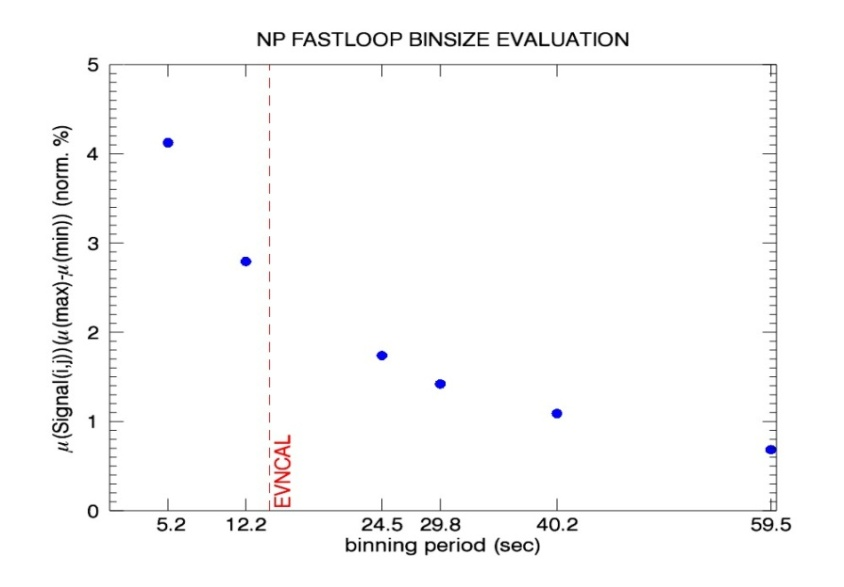 NP FASTLOOP BINSIZE EVALUATION
μ(Signal(i,j))(μ(max)-μ(min)) (norm. %)
5
4
3
2
1
0
EVNCAL
5.2 12.2 24.5 29.8 40.2 59.5
binning period (sec)